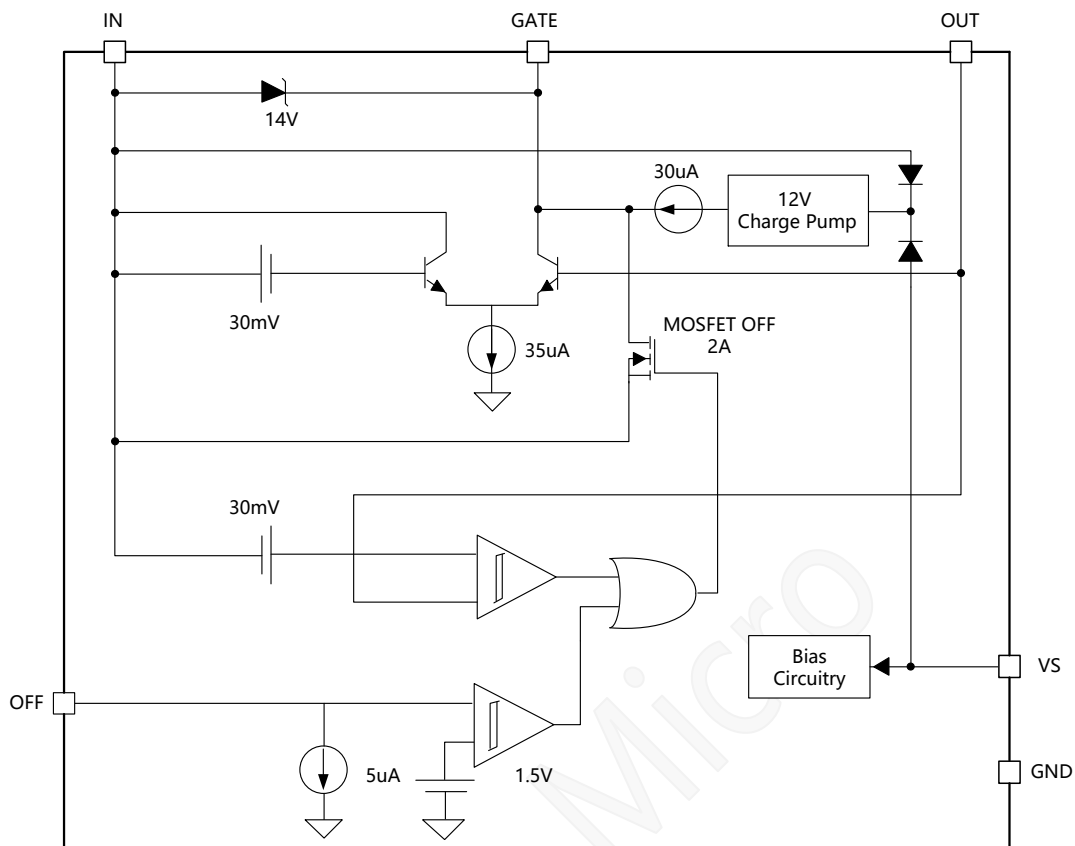 IN
GATE
OUT
14V
30uA
12V
Charge Pump
30mV
35uA
MOSFET OFF
2A
30mV
Bias
Circuitry
VS
OFF
5uA
1.5V
GND
Micro